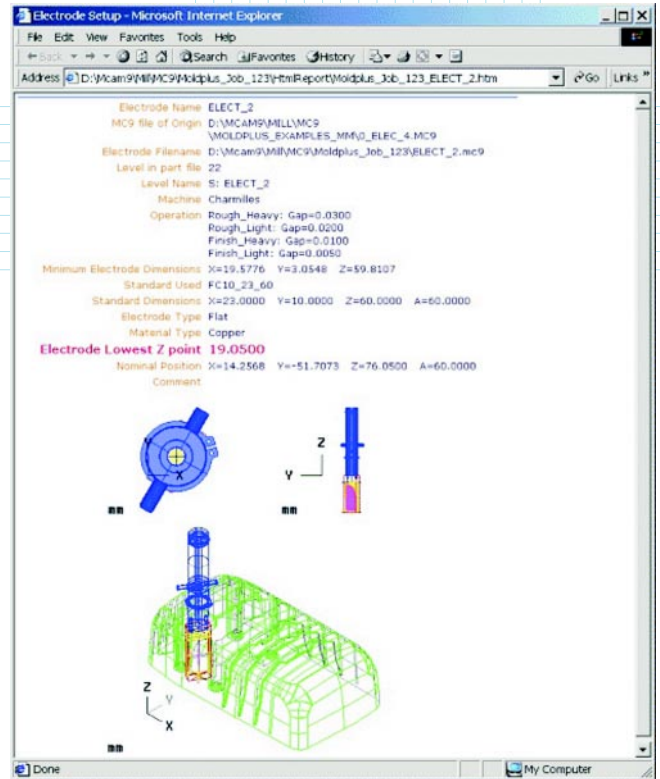 Electrode Setup - Microsoft Internet Explorer
File Edit View Favorites Tools Help
Back Search Favorites History
Address D:\Mcam9\Mill\MC9\Moldplus_Job_123\HtmlReport\Moldplus_Job_123_ELECT_2.htm Go Links »
Electrode Name ELECT_2
MC9 file of Origin D:\MCAM9\MILL\MC9
\MOLDPLUS_EXAMPLES_MM\0_ELEC_4.MC9
Electrode Filename D:\Mcam9\Mill\MC9\Moldplus_Job_123\ELECT_2.mc9
Level in part file 22
Level Name S: ELECT_2
Machine Charmilles
Operation Rough_Heavy: Gap=0.0300
Rough_Light: Gap=0.0200
Finish_Heavy: Gap=0.0100
Finish_Light: Gap=0.0050
Minimum Electrode Dimensions X=19.5776 Y=3.0548 Z=59.8107
Standard Used FC10_23_60
Standard Dimensions X=23.0000 Y=10.0000 Z=60.0000 A=60.0000
Electrode Type Flat
Material Type Copper
Electrode Lowest Z point 19.0500
Nominal Position X=14.2568 Y=-51.7073 Z=76.0500 A=60.0000
Comment
Y
X
mm
Z
Y
mm
Z
Y
X
mm
Done My Computer